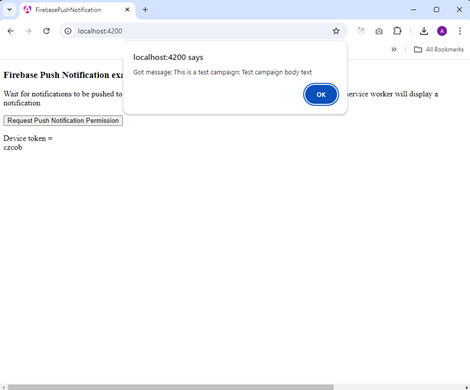 FirebasePushNotification
localhost:4200
A
All Bookmarks
localhost:4200 says
Got message: This is a test campaign: Test campaign body text
OK
Firebase Push Notification exa
Wait for notifications to be pushed to
service worker will display a
notification
Request Push Notification Permission
Device token =
czcob